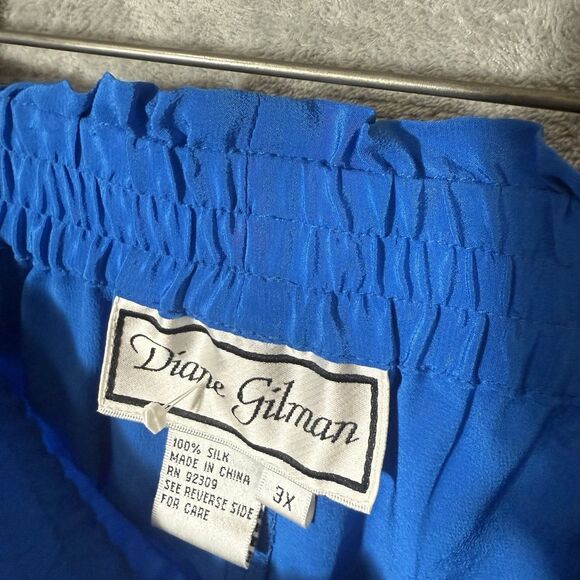 Diane Gilman
100% SILK
MADE IN CHINA
RN 92309
SEE REVERSE SIDE
FOR CARE
3X